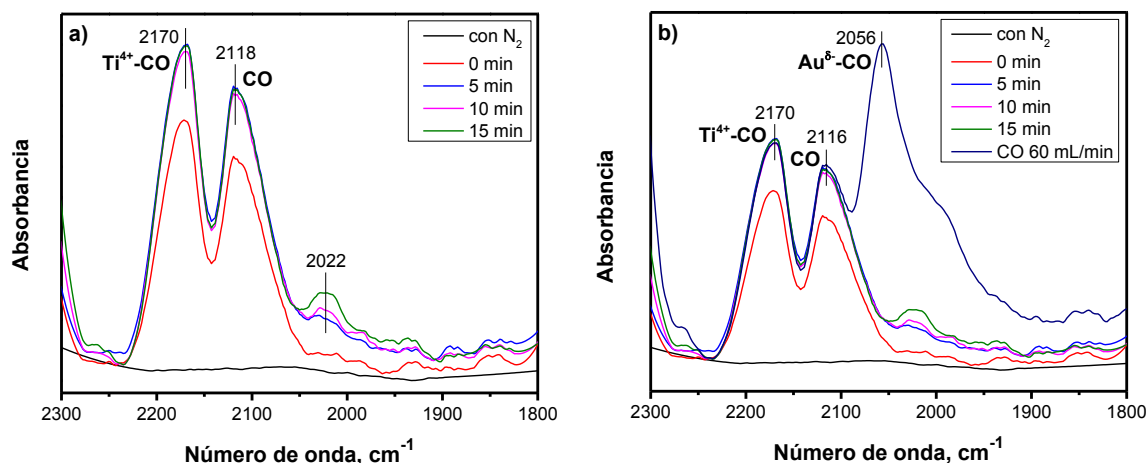 a)
2170
Ti⁴⁺-CO
2118
CO
2022
con N₂
0 min
5 min
10 min
15 min
Absorbancia
2300 2200 2100 2000 1900 1800
Número de onda, cm⁻¹
b)
2056
Au^δ⁻-CO
2170
Ti⁴⁺-CO
2116
CO
con N₂
0 min
5 min
10 min
15 min
CO 60 mL/min
Absorbancia
2300 2200 2100 2000 1900 1800
Número de onda, cm⁻¹